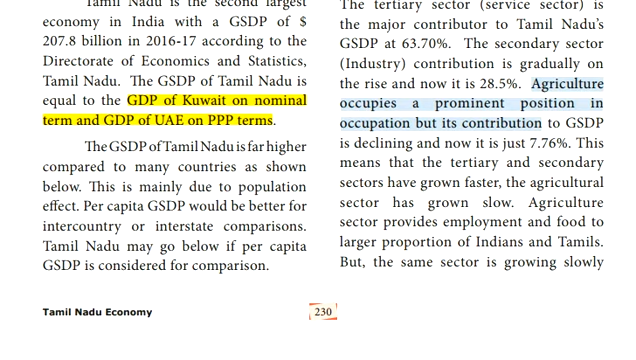 Tamil Nadu is the second largest
economy in India with a GSDP of $
207.8 billion in 2016-17 according to the
Directorate of Economics and Statistics,
Tamil Nadu. The GSDP of Tamil Nadu is
equal to the GDP of Kuwait on nominal
term and GDP of UAE on PPP terms.
The GSDP of Tamil Nadu is far higher
compared to many countries as shown
below. This is mainly due to population
effect. Per capita GSDP would be better for
intercountry or interstate comparisons.
Tamil Nadu may go below if per capita
GSDP is considered for comparison.
The tertiary sector (service sector) is
the major contributor to Tamil Nadu's
GSDP at 63.70%. The secondary sector
(Industry) contribution is gradually on
the rise and now it is 28.5%. Agriculture
occupies a prominent position in
occupation but its contribution to GSDP
is declining and now it is just 7.76%. This
means that the tertiary and secondary
sectors have grown faster, the agricultural
sector has grown slow. Agriculture
sector provides employment and food to
larger proportion of Indians and Tamils.
But, the same sector is growing slowly
Tamil Nadu Economy
230